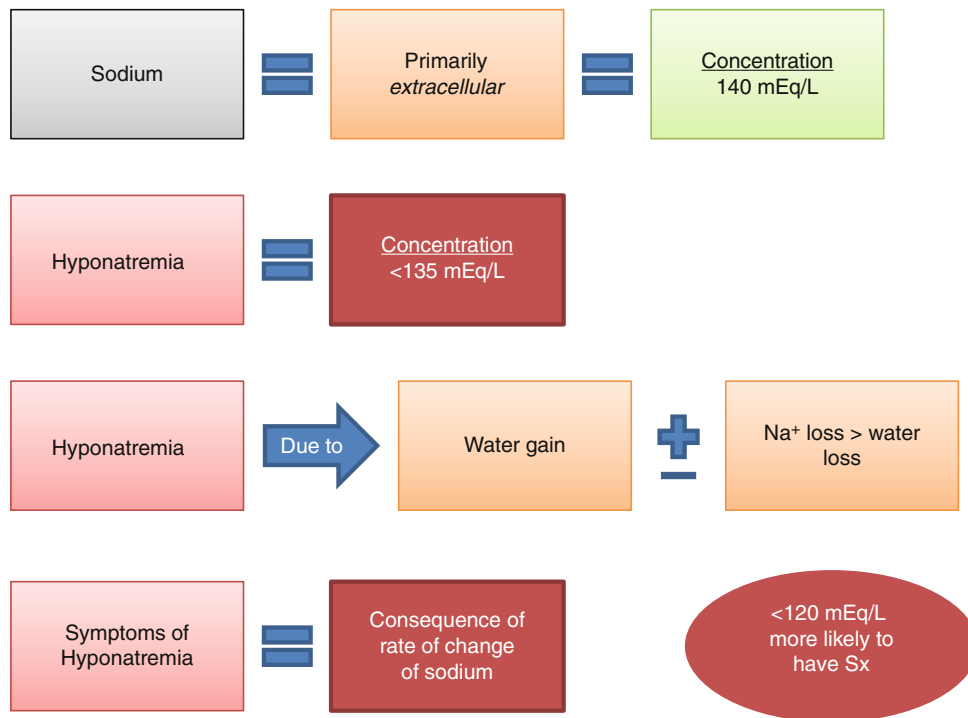 Sodium
Primarily
extracellular
Concentration
140 mEq/L
Hyponatremia
Concentration
<135 mEq/L
Hyponatremia
Due to
Water gain
Na⁺ loss > water
loss
Symptoms of
Hyponatremia
Consequence of
rate of change
of sodium
<120 mEq/L
more likely to
have Sx